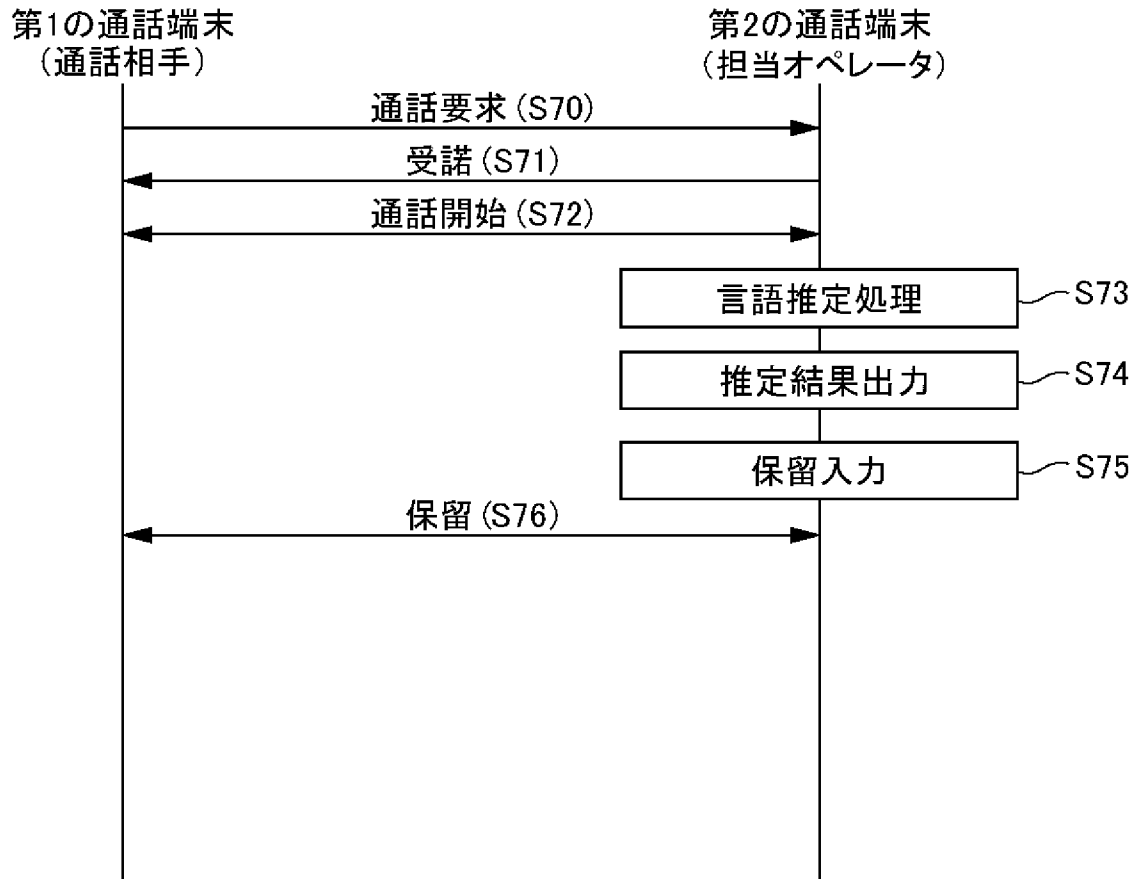 第1の通話端末
(通話相手)
第2の通話端末
(担当オペレータ)
通話要求(S70)
受諾(S71)
通話開始(S72)
言語推定処理
S73
推定結果出力
S74
保留入力
S75
保留(S76)